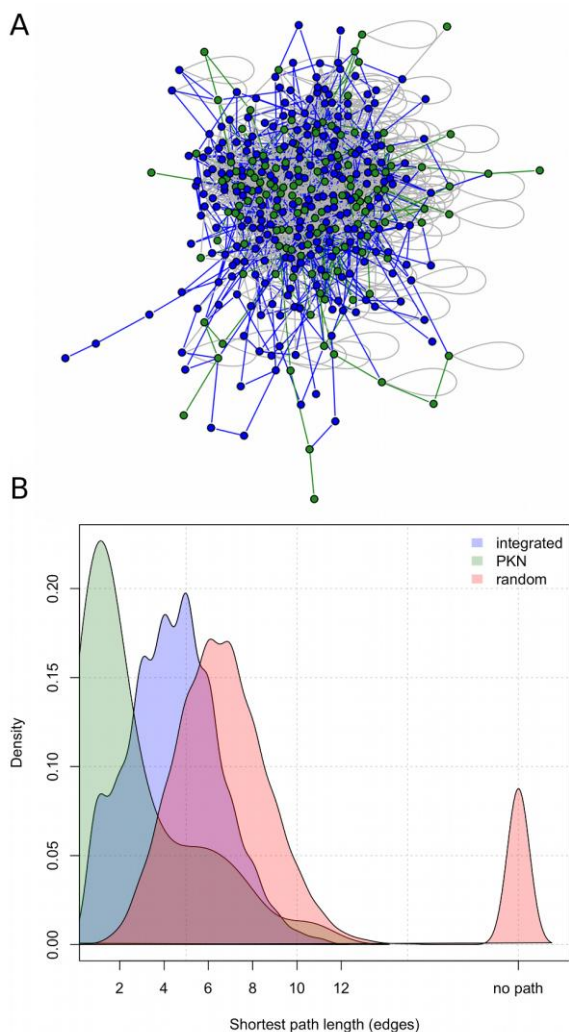 A
B
integrated
PKN
random
0.20
0.15
0.10
0.05
0.00
Density
2 4 6 8 10 12 no path
Shortest path length (edges)